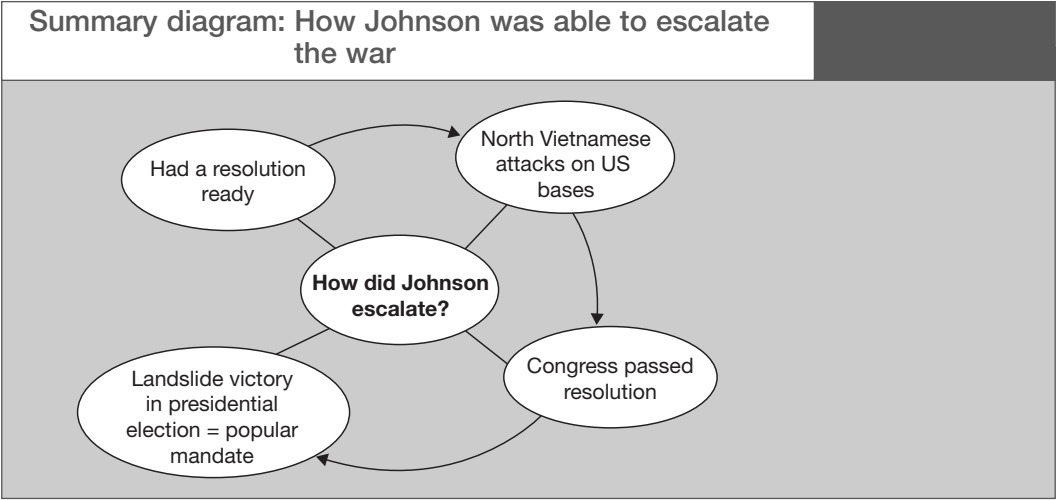 Summary diagram: How Johnson was able to escalate
the war
Had a resolution
ready
North Vietnamese
attacks on US
bases
How did Johnson
escalate?
Congress passed
resolution
Landslide victory
in presidential
election = popular
mandate